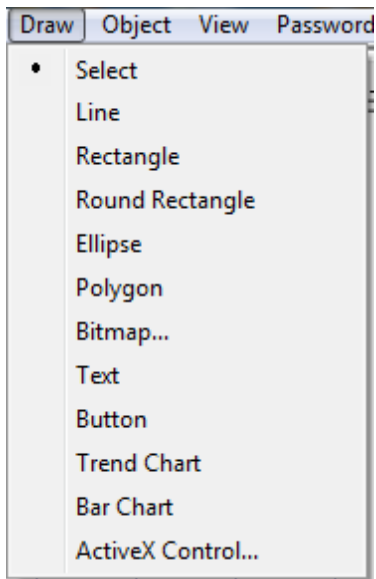 Draw Object View Password
Select
Line
Rectangle
Round Rectangle
Ellipse
Polygon
Bitmap...
Text
Button
Trend Chart
Bar Chart
ActiveX Control...